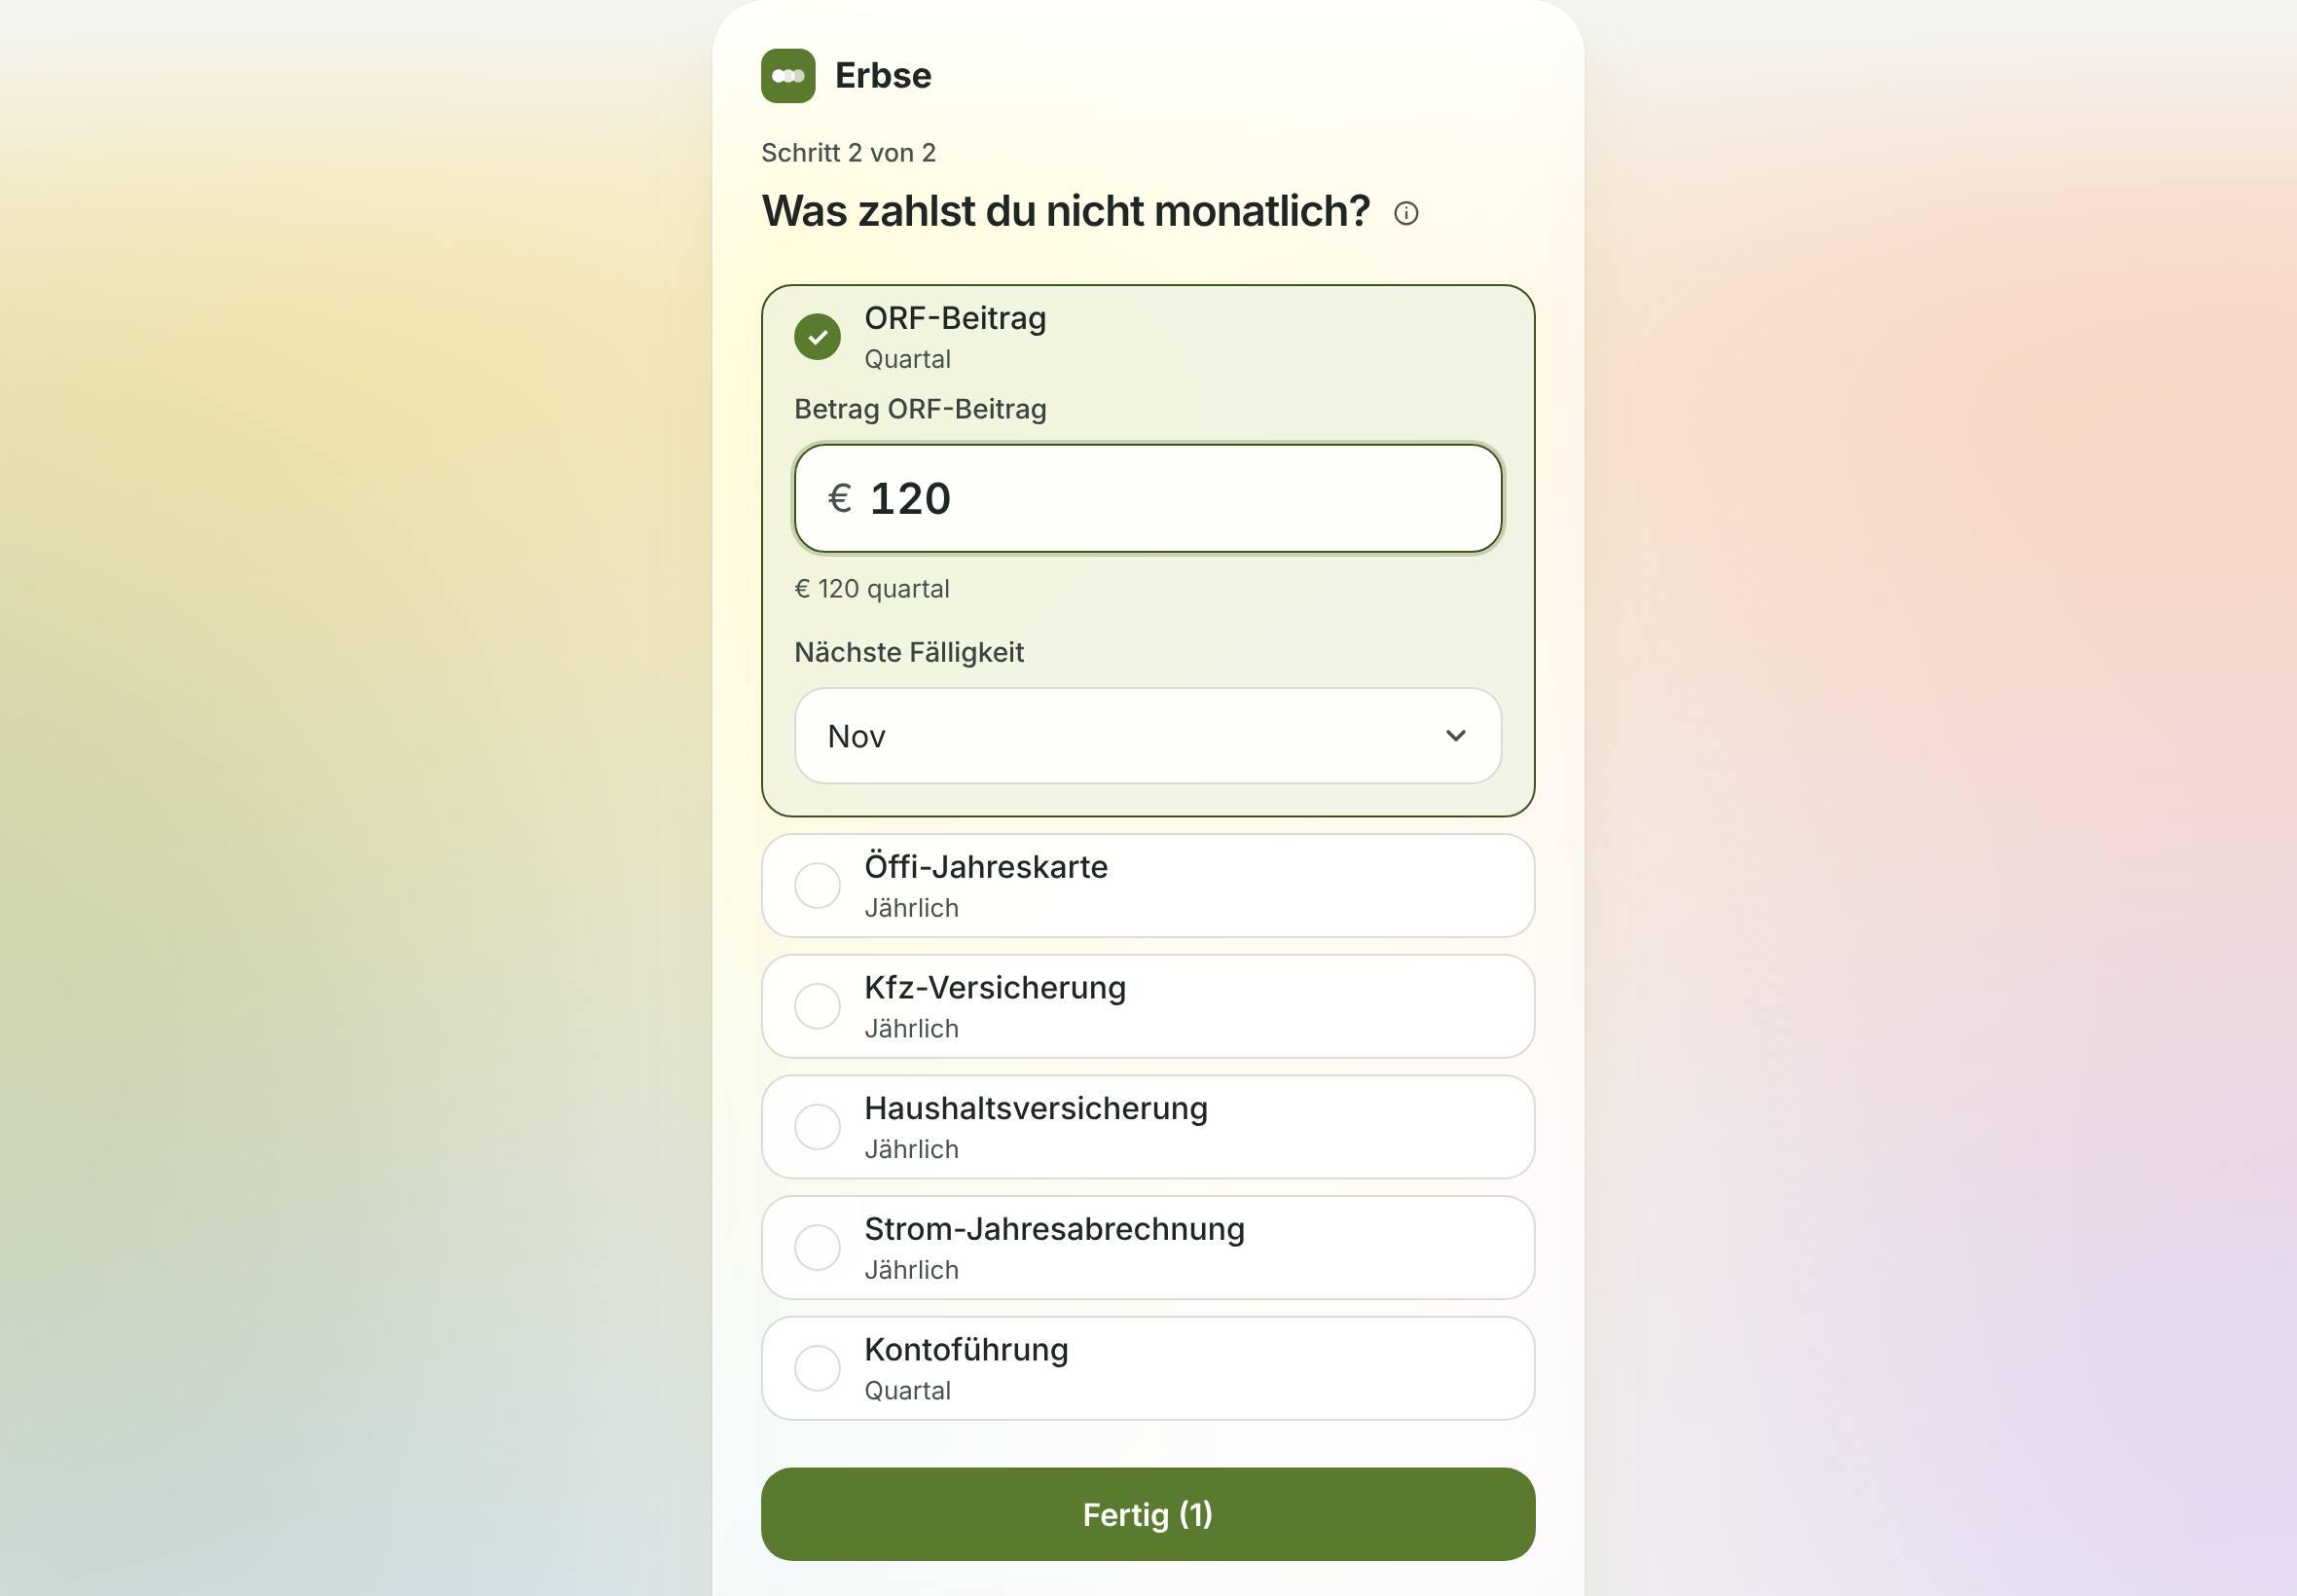 Erbse
Schritt 2 von 2
Was zahlst du nicht monatlich?
ORF-Beitrag
Quartal
Betrag ORF-Beitrag
€ 120
€ 120 quartal
Nächste Fälligkeit
Nov
Öffi-Jahreskarte
Jährlich
Kfz-Versicherung
Jährlich
Haushaltsversicherung
Jährlich
Strom-Jahresabrechnung
Jährlich
Kontoführung
Quartal
Fertig (1)